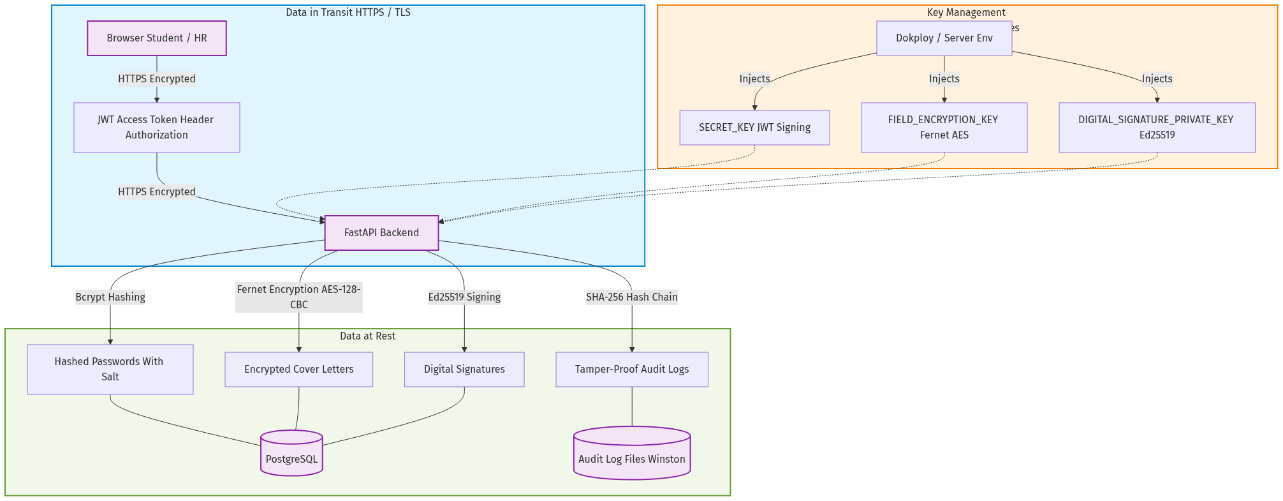 Data in Transit HTTPS / TLS
Browser Student / HR
HTTPS Encrypted
JWT Access Token Header
Authorization
HTTPS Encrypted
FastAPI Backend
Key Management
Dokploy / Server Env
es
Injects
Injects
Injects
SECRET_KEY JWT Signing
FIELD_ENCRYPTION_KEY
Fernet AES
DIGITAL_SIGNATURE_PRIVATE_KEY
Ed25519
Bcrypt Hashing
Fernet Encryption AES-128-
CBC
Ed25519 Signing
SHA-256 Hash Chain
Data at Rest
Hashed Passwords With
Salt
Encrypted Cover Letters
Digital Signatures
Tamper-Proof Audit Logs
PostgreSQL
Audit Log Files Winston